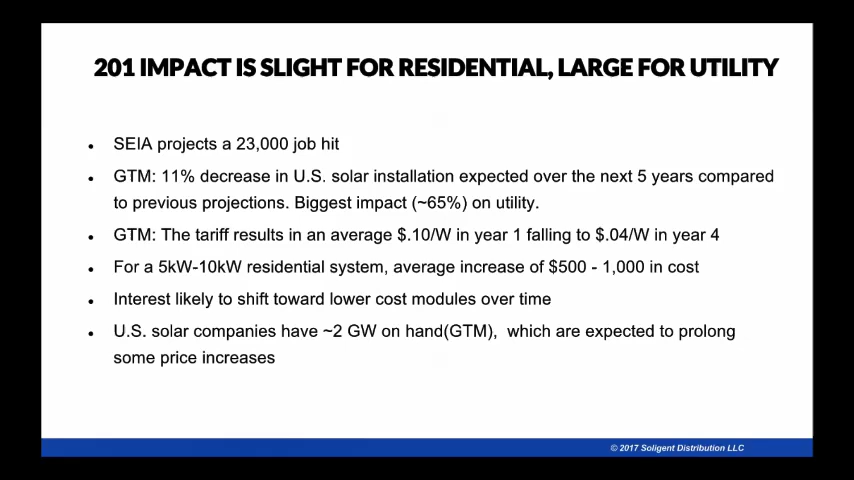 201 IMPACT IS SLIGHT FOR RESIDENTIAL, LARGE FOR UTILITY
• SEIA projects a 23,000 job hit
• GTM: 11% decrease in U.S. solar installation expected over the next 5 years compared
to previous projections. Biggest impact (~65%) on utility.
• GTM: The tariff results in an average $.10/W in year 1 falling to $.04/W in year 4
• For a 5kW-10kW residential system, average increase of $500 - 1,000 in cost
• Interest likely to shift toward lower cost modules over time
• U.S. solar companies have ~2 GW on hand(GTM), which are expected to prolong
some price increases
© 2017 Soligent Distribution LLC